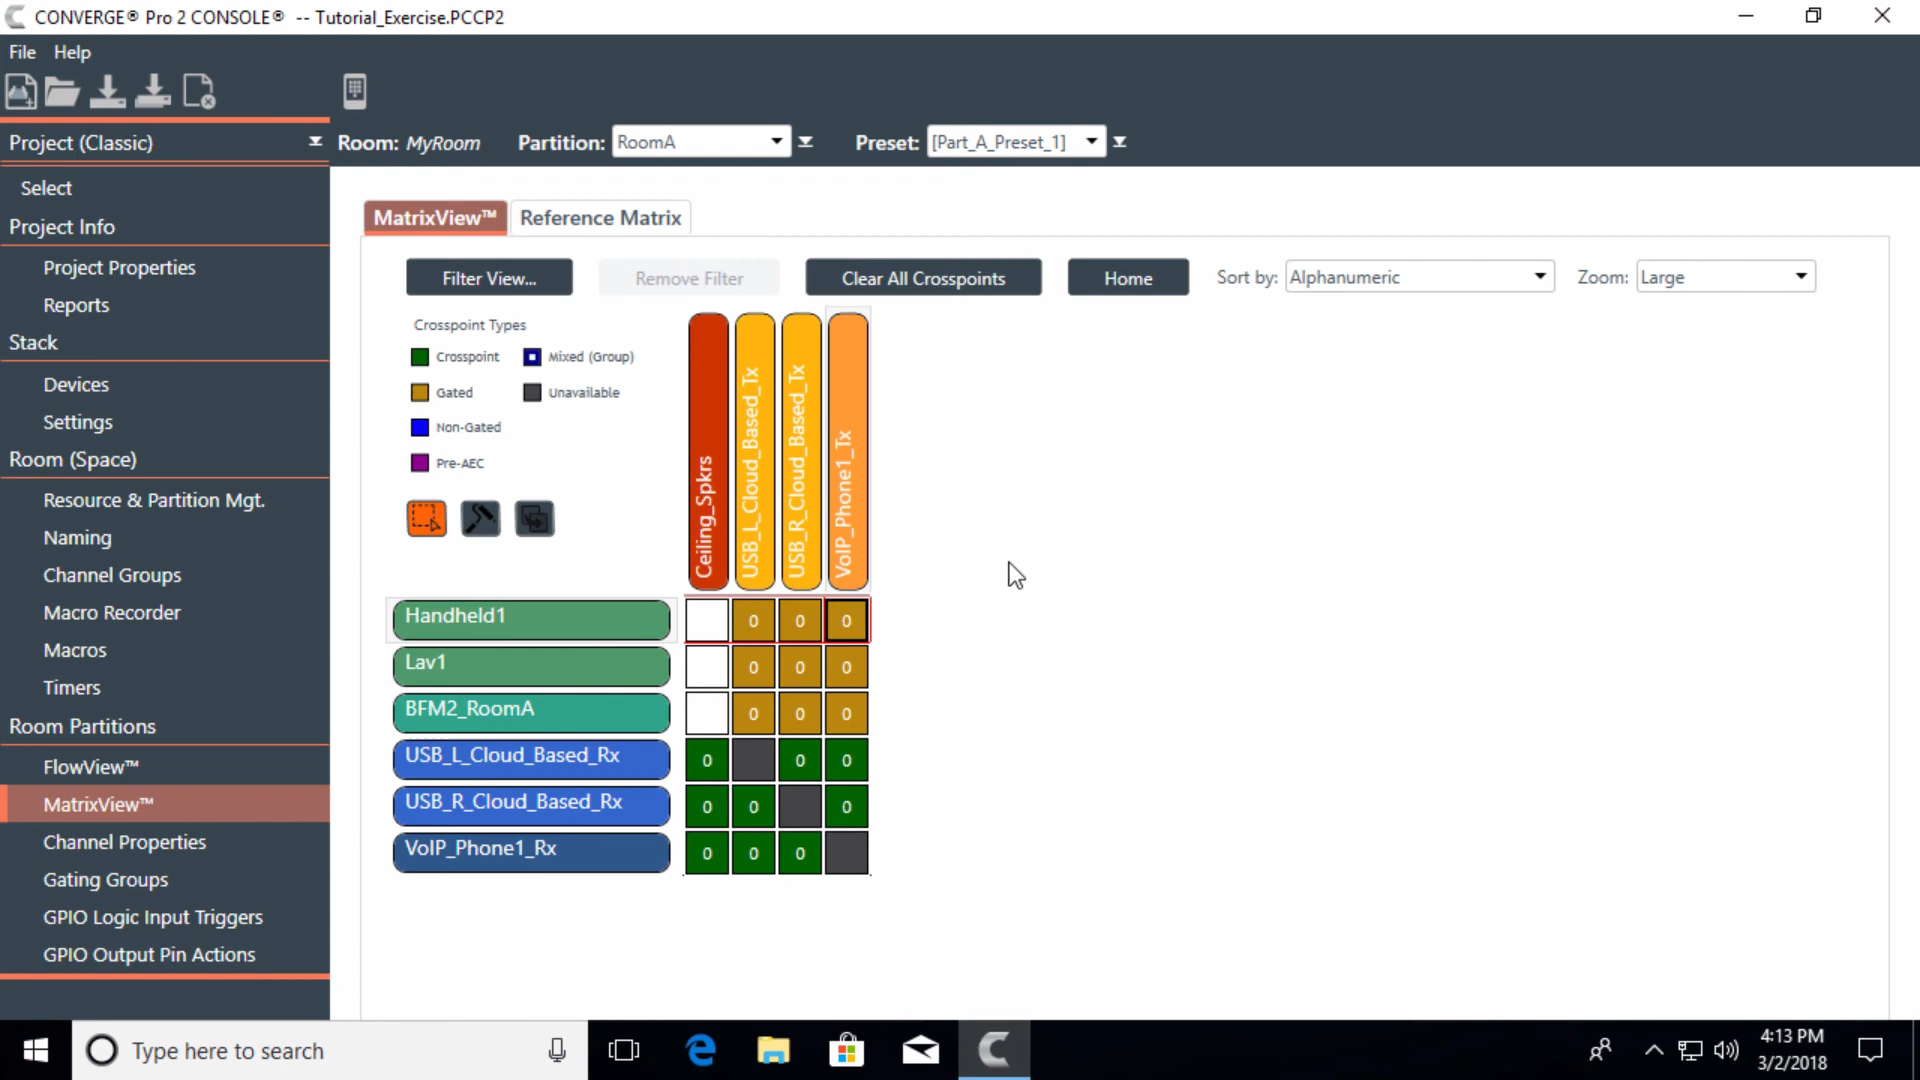 CONVERGE® Pro 2 CONSOLE® -- Tutorial_Exercise.PCCP2
File Help
Project (Classic)
Room: MyRoom Partition: RoomA Preset: [Part_A_Preset_1]
Select
Project Info
Project Properties
Reports
Stack
Devices
Settings
Room (Space)
Resource & Partition Mgt.
Naming
Channel Groups
Macro Recorder
Macros
Timers
Room Partitions
FlowView™
MatrixView™
Channel Properties
Gating Groups
GPIO Logic Input Triggers
GPIO Output Pin Actions
MatrixView™ Reference Matrix
Filter View... Remove Filter Clear All Crosspoints Home Sort by: Alphanumeric Zoom: Large
Crosspoint Types
Crosspoint Mixed (Group)
Gated Unavailable
Non-Gated
Pre-AEC
Ceiling_Spkrs
USB_L_Cloud_Based_Tx
USB_R_Cloud_Based_Tx
VoIP_Phone1_Tx
Handheld1 0 0 0
Lav1 0 0 0
BFM2_RoomA 0 0 0
USB_L_Cloud_Based_Rx 0 0 0
USB_R_Cloud_Based_Rx 0 0 0
VoIP_Phone1_Rx 0 0 0
Type here to search
4:13 PM
3/2/2018